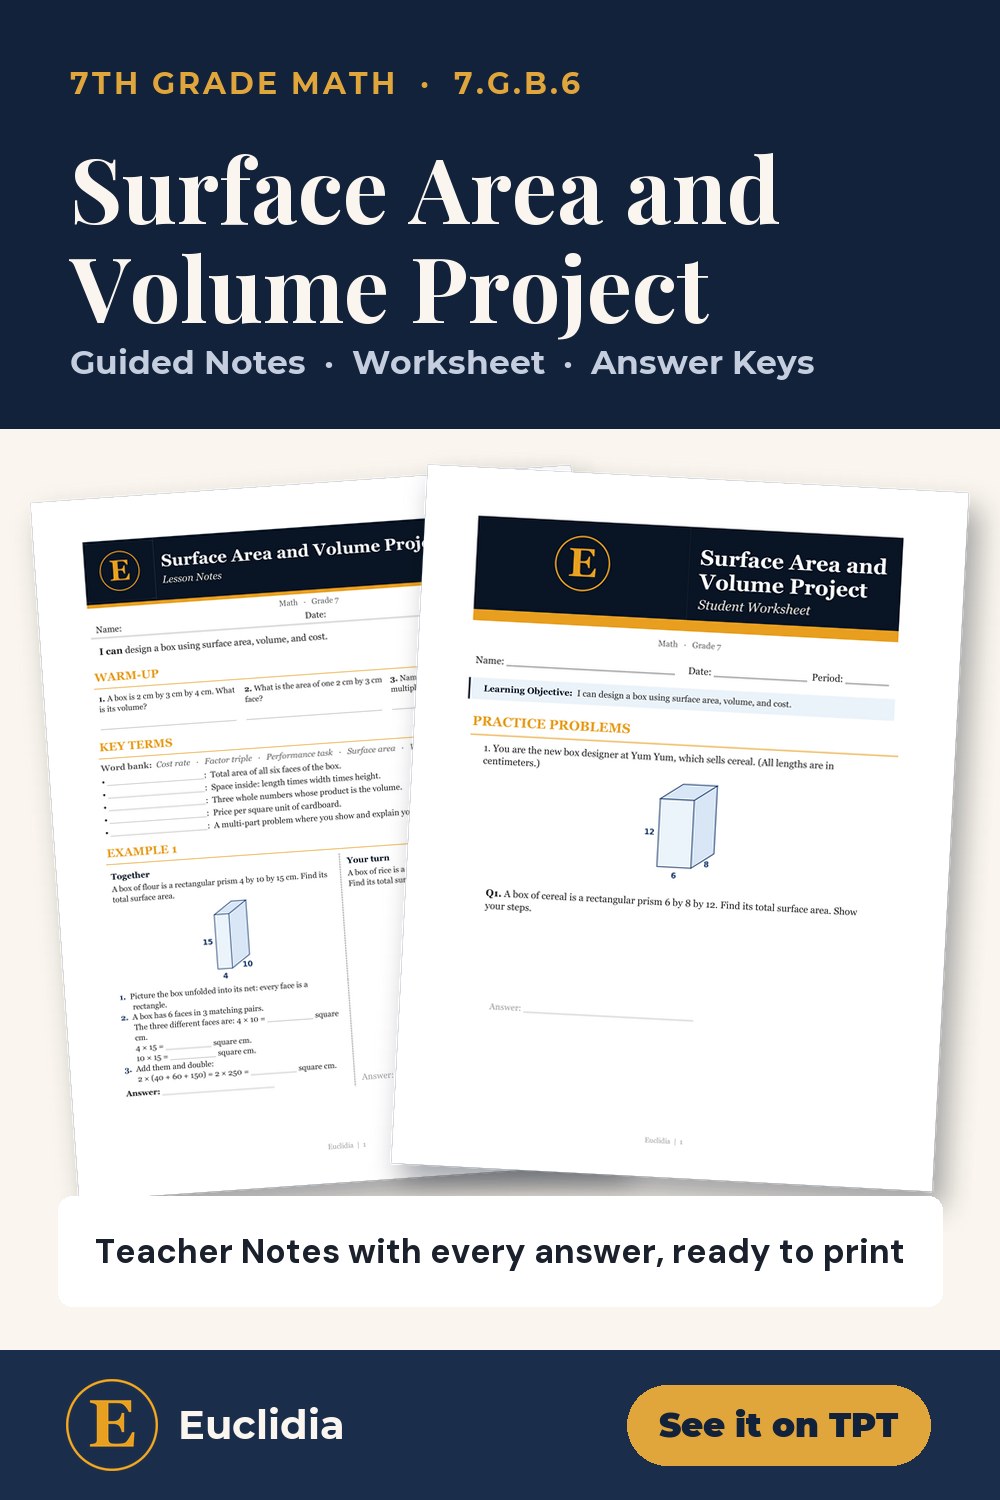 7TH GRADE MATH · 7.G.B.6
Surface Area and
Volume Project
Guided Notes · Worksheet · Answer Keys
E
Surface Area and Volume
Lesson Notes
Math · Grade 7
Name:
Date:
I can design a box using surface area, volume, and cost.
WARM-UP
1. A box is 2 cm by 3 cm by 4 cm. What
is its volume?
2. What is the area of one 2 cm by 3 cm
face?
3.
KEY TERMS
Word bank: Cost rate · Factor triple · Performance task · Surface area ·
• : Total area of all six faces of the box.
• : Space inside: length times width times height.
• : Three whole numbers whose product is the volume.
• : Price per square unit of cardboard.
• : A multi-part problem where you show and explain
EXAMPLE 1
Together
A box of flour is a rectangular prism 4 by 10 by 15 cm. Find its
total surface area.
15
10
4
1. Picture the box unfolded into its net: every face is a
rectangle.
2. A box has 6 faces in 3 matching pairs.
The three different faces are: 4 × 10 = square
cm.
4 × 15 = square cm.
10 × 15 = square cm.
3. Add them and double:
2 × (40 + 60 + 150) = 2 × 250 = square cm.
Answer:
Your turn
A box of rice is a
Find its total
Answer:
Euclidia | 1
E
Surface Area and
Volume Project
Student Worksheet
Math · Grade 7
Name: Date: Period:
Learning Objective: I can design a box using surface area, volume, and cost.
PRACTICE PROBLEMS
1. You are the new box designer at Yum Yum, which sells cereal. (All lengths are in
centimeters.)
12
8
6
Q1. A box of cereal is a rectangular prism 6 by 8 by 12. Find its total surface area. Show
your steps.
Answer:
Euclidia | 1
Teacher Notes with every answer, ready to print
E
Euclidia
See it on TPT